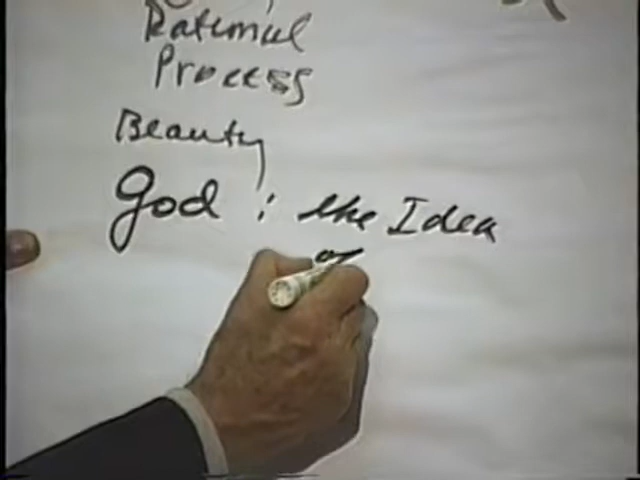 Rational
Process
Beauty
God : the Idea
of